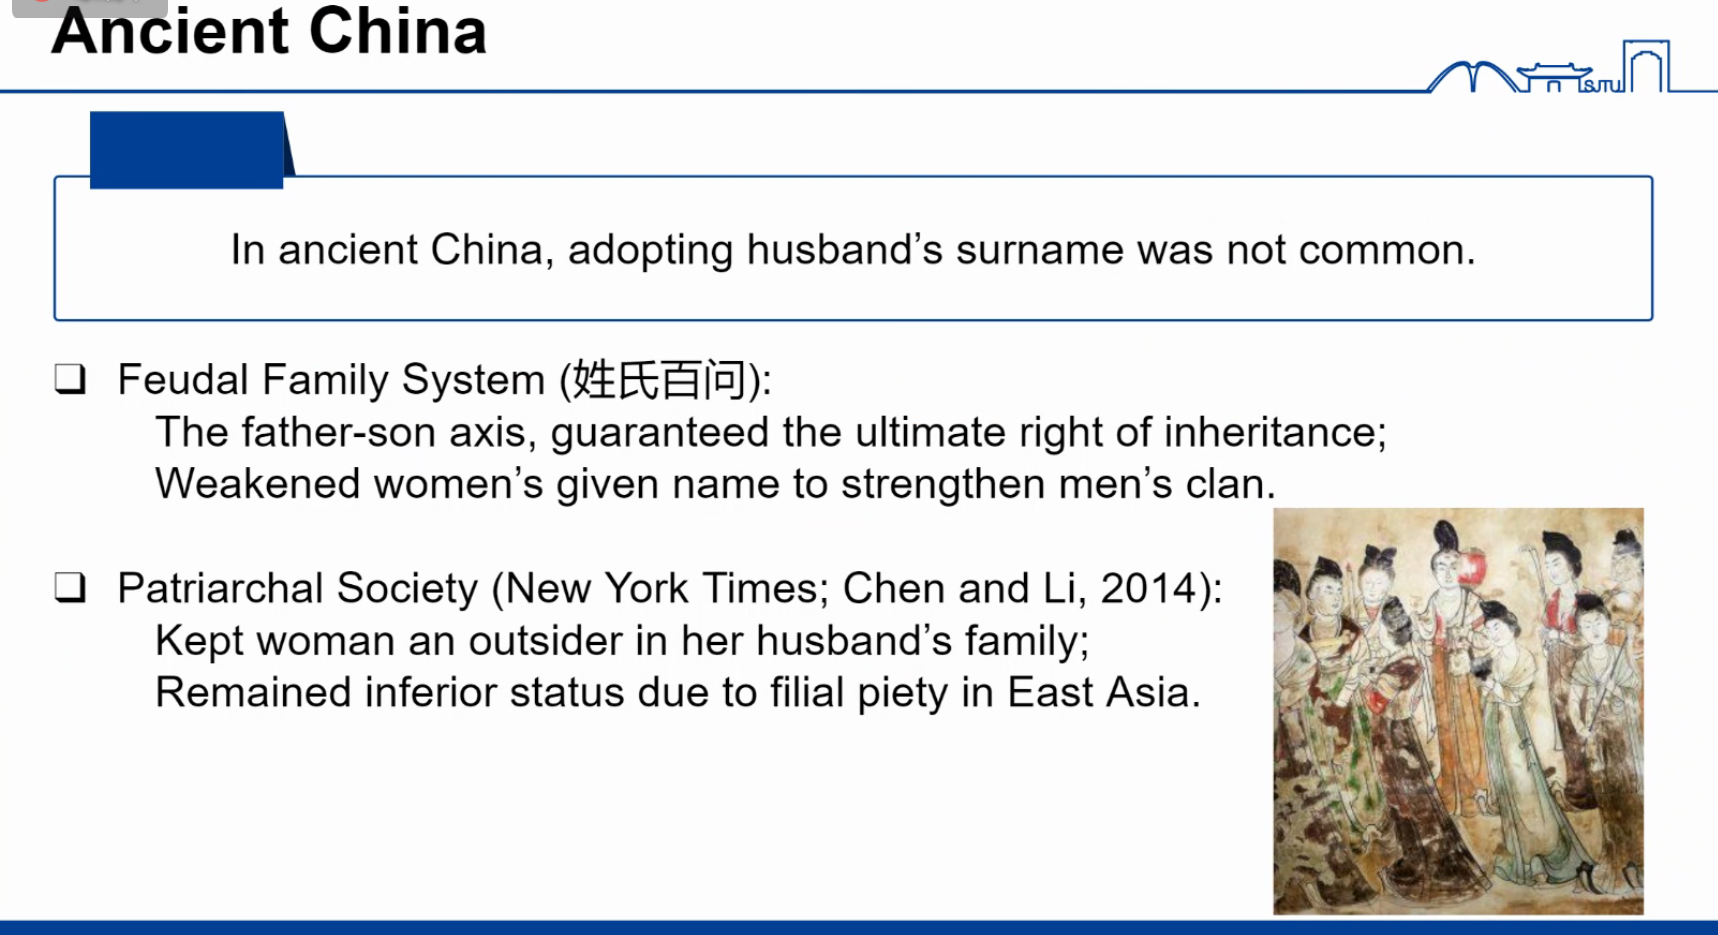 Ancient China
SJTU
In ancient China, adopting husband’s surname was not common.
❑ Feudal Family System (姓氏百问):
The father-son axis, guaranteed the ultimate right of inheritance;
Weakened women’s given name to strengthen men’s clan.
❑ Patriarchal Society (New York Times; Chen and Li, 2014):
Kept woman an outsider in her husband’s family;
Remained inferior status due to filial piety in East Asia.